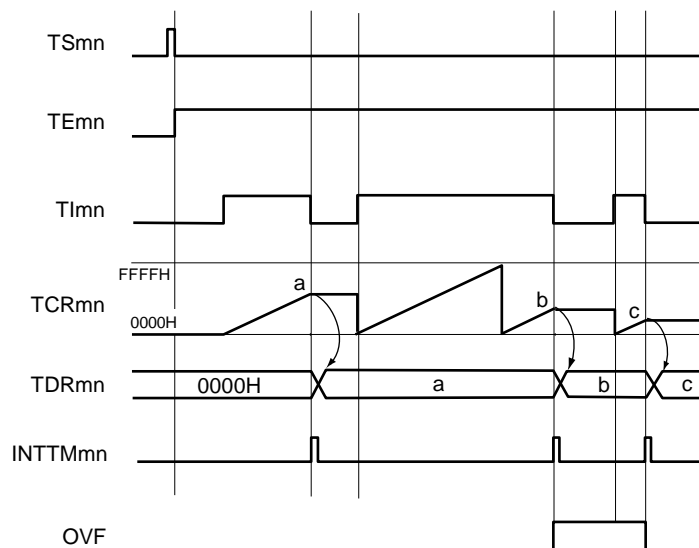 TSmn
TEmn
TImn
FFFFH
a
b
c
TCRmn
0000H
TDRmn
0000H
a
b
c
INTTMmn
OVF